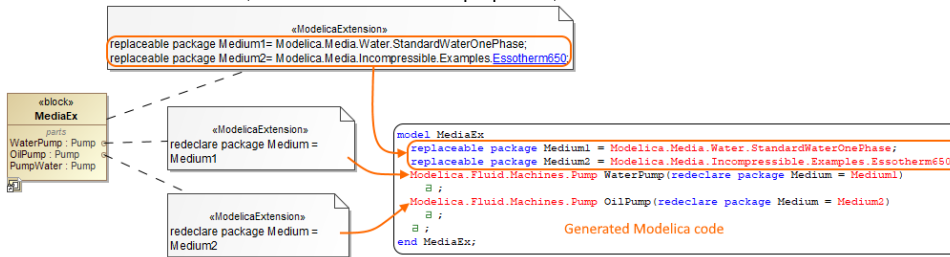 «ModelicaExtension»
replaceable package Medium1= Modelica.Media.Water.StandardWaterOnePhase;
replaceable package Medium2= Modelica.Media.Incompressible.Examples.Essotherm650;
«block»
MediaEx
parts
WaterPump : Pump
OilPump : Pump
PumpWater : Pump
«ModelicaExtension»
redeclare package Medium =
Medium1
«ModelicaExtension»
redeclare package Medium =
Medium2
model MediaEx
replaceable package Medium1 = Modelica.Media.Water.StandardWaterOnePhase;
replaceable package Medium2 = Modelica.Media.Incompressible.Examples.Essotherm650
Modelica.Fluid.Machines.Pump WaterPump(redeclare package Medium = Medium1)
a ;
Modelica.Fluid.Machines.Pump OilPump(redeclare package Medium = Medium2)
a ;
a ;
end MediaEx;
Generated Modelica code